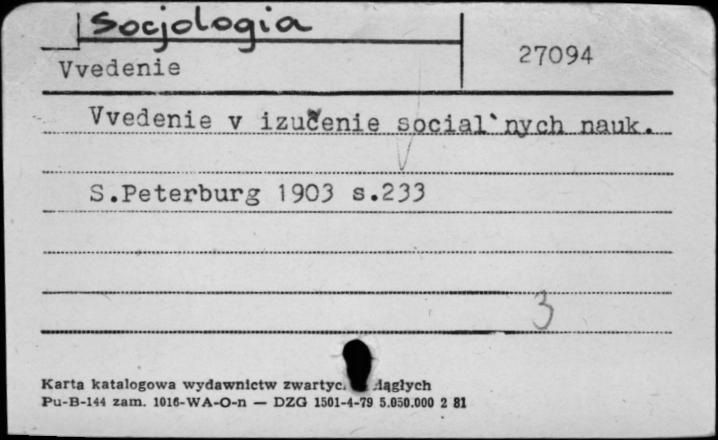 Socjologia
Vvedenie
27094
Vvedenie v izučenie social`nych nauk.
S.Peterburg 1903 s.233
3
Karta katalogowa wydawnictw
Pu-B-144 zam. 1016-WA-O-n — DZG 1501-4-79 5.050.000 2 81